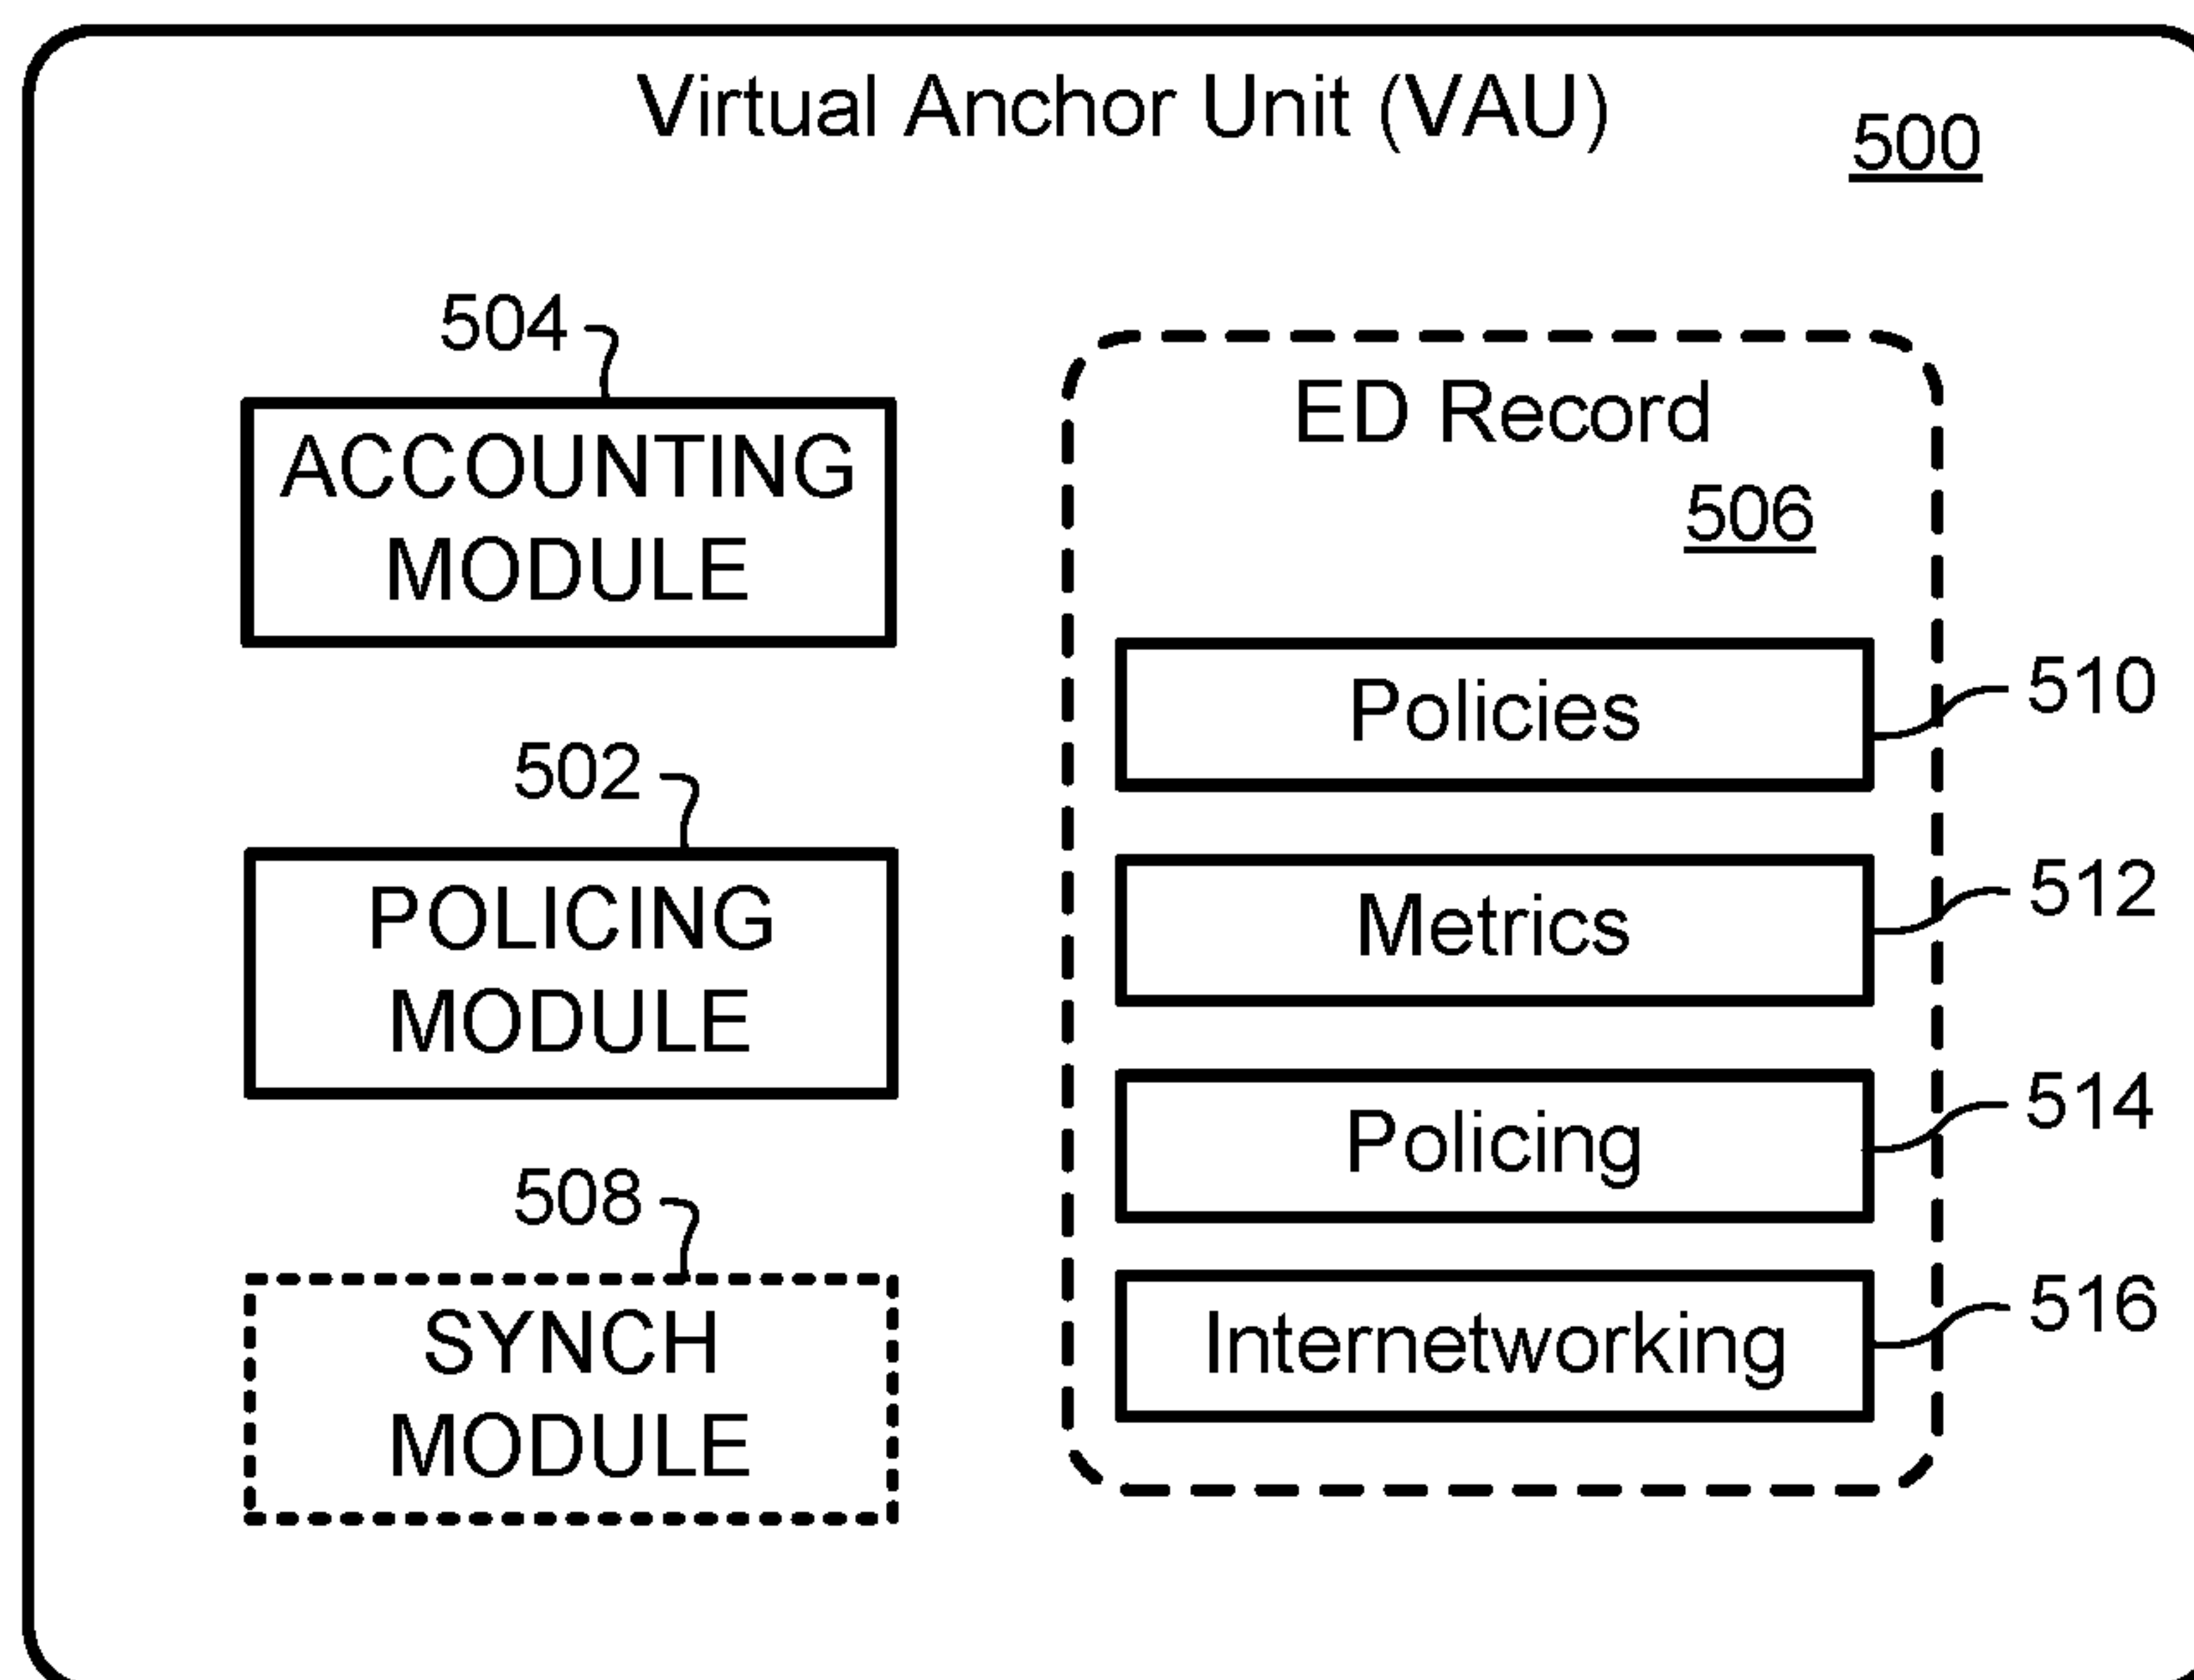 Virtual Anchor Unit (VAU)
500
504
ACCOUNTING
MODULE
502
POLICING
MODULE
508
SYNCH
MODULE
ED Record
506
Policies
510
Metrics
512
Policing
514
Internetworking
516